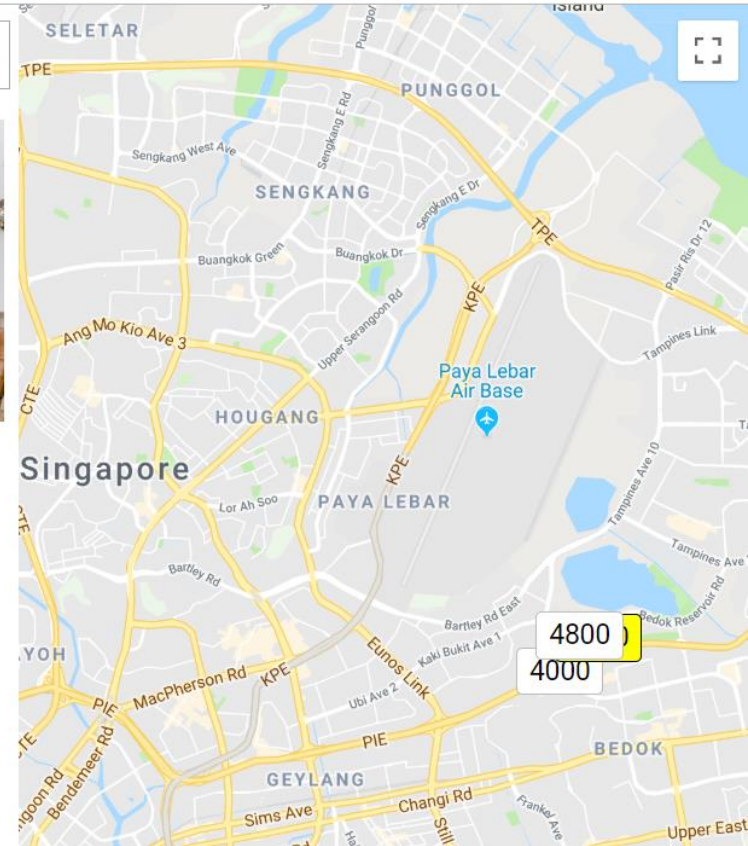 Island
SELETAR
TPE
Punggol
PUNGGOL
Sengkang E Rd
Sengkang West Ave
SENGKANG
Sengkang E Dr
TPE
Pasir Ris Dr 12
Buangkok Green
Buangkok Dr
KPE
Upper Serangoon Rd
Ang Mo Kio Ave 3
Tampines Link
CTE
Paya Lebar
Air Base
HOUGANG
Singapore
KPE
Tampines Ave 10
Lor Ah Soo
PAYA LEBAR
CTE
Tampines Ave
Bartley Rd
Bedok Reservoir Rd
Bartley Rd East
4800
Kaki Bukit Ave 1
4000
YOH
Eunos Link
MacPherson Rd
KPE
Ubi Ave 2
PIE
PIE
BEDOK
Bendemeer Rd
GEYLANG
Changi Rd
Sims Ave
Frankel Ave
Still
Upper East